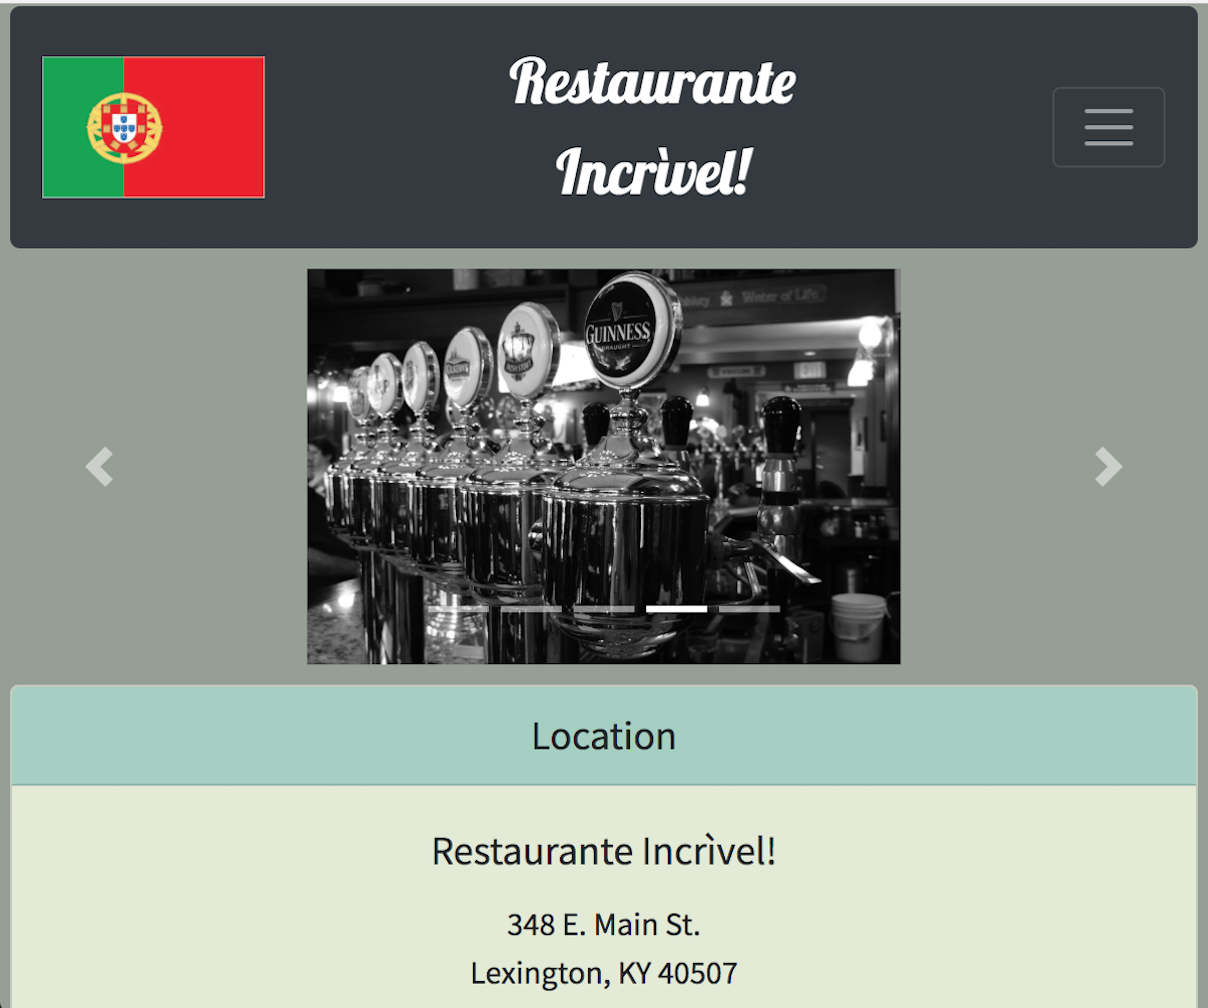 Restaurante
Incrìvel!
Water of Life
GUINNESS
DRAUGHT
Location
Restaurante Incrìvel!
348 E. Main St.
Lexington, KY 40507